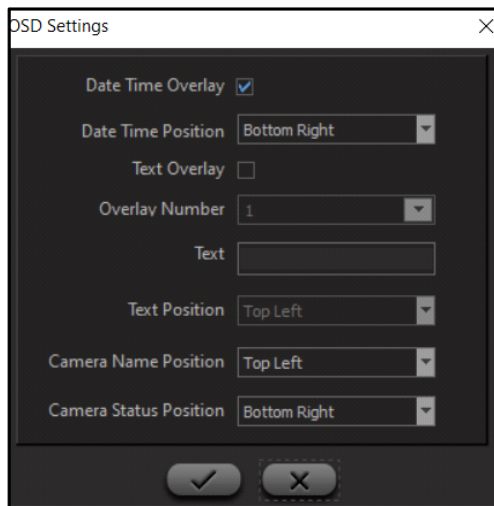 OSD Settings
Date Time Overlay
Date Time Position Bottom Right
Text Overlay
Overlay Number 1
Text
Text Position Top Left
Camera Name Position Top Left
Camera Status Position Bottom Right